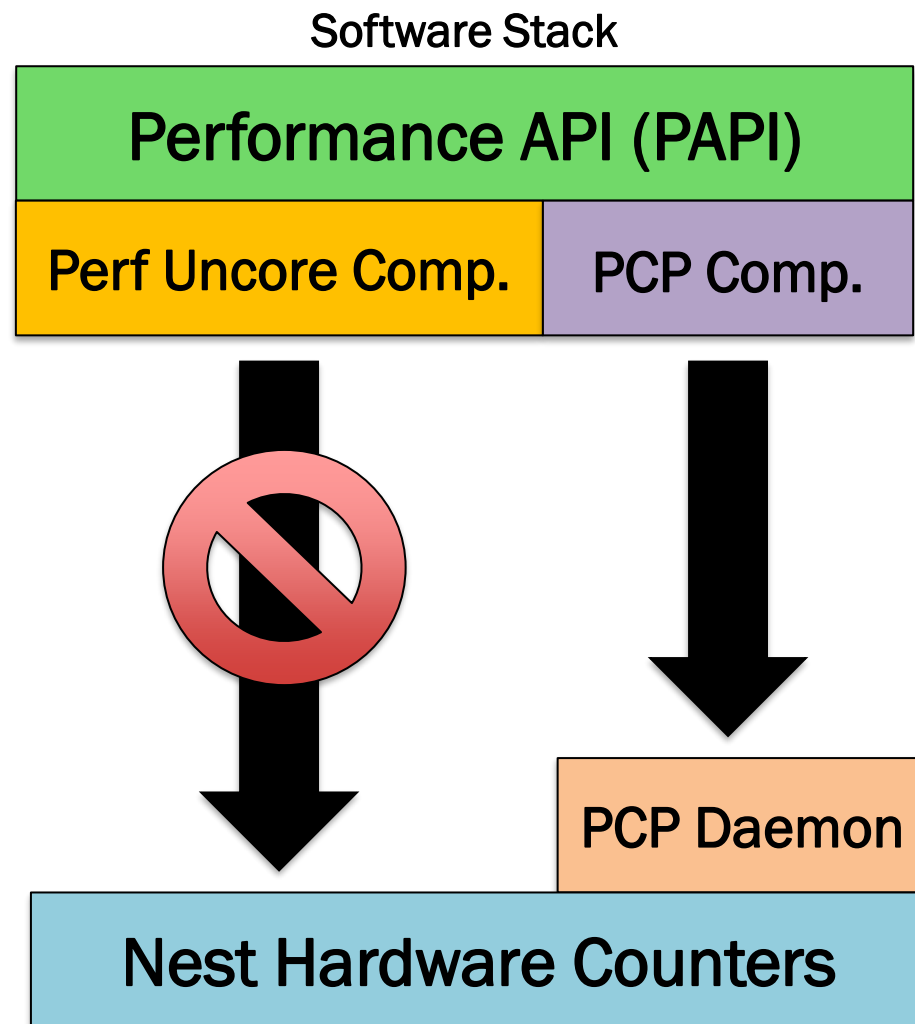 Software Stack
Performance API (PAPI)
Perf Uncore Comp.
PCP Comp.
PCP Daemon
Nest Hardware Counters